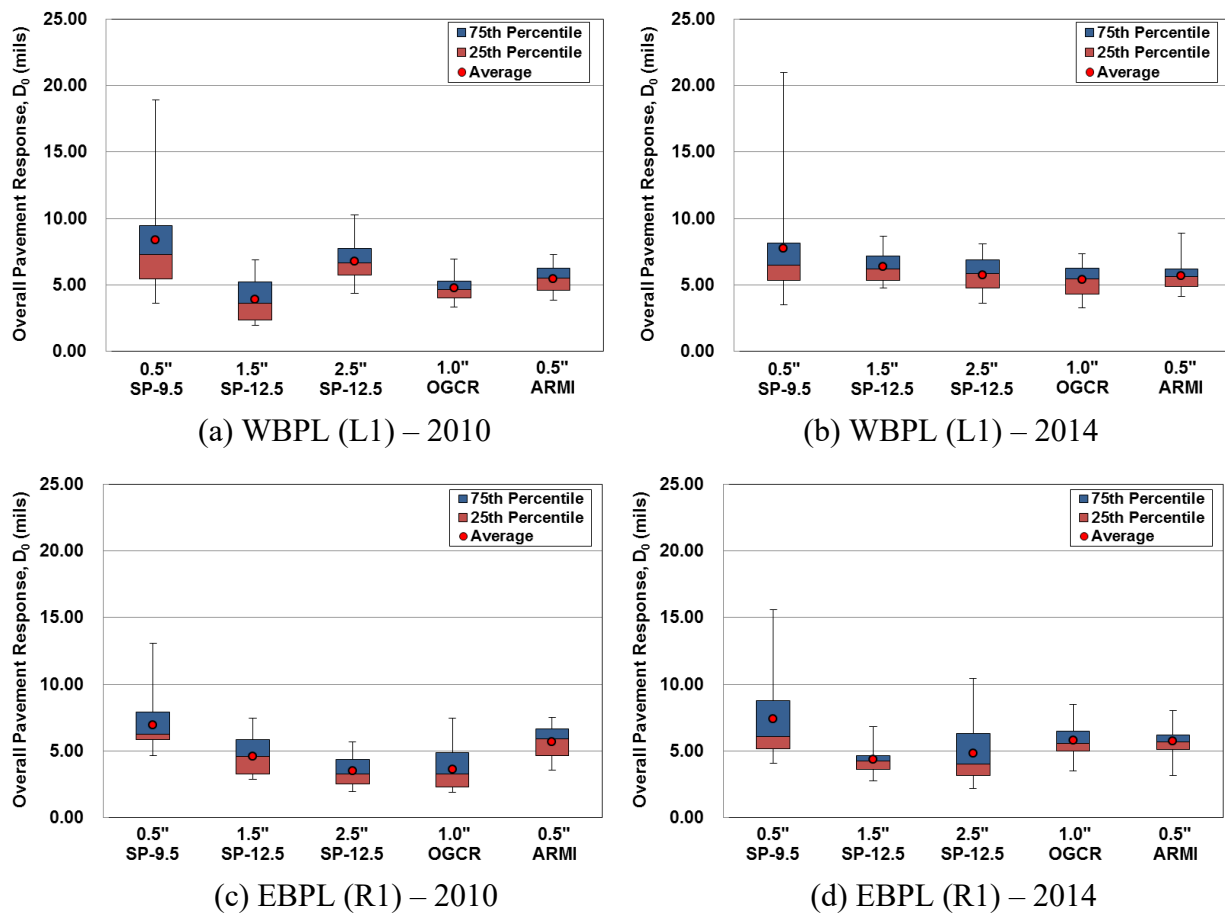 Overall Pavement Response, D0 (mils)
25.00
20.00
15.00
10.00
5.00
0.00
75th Percentile
25th Percentile
Average
0.5" 1.5" 2.5" 1.0" 0.5"
SP-9.5 SP-12.5 SP-12.5 OGCR ARMI
(a) WBPL (L1) – 2010
Overall Pavement Response, D0 (mils)
25.00
20.00
15.00
10.00
5.00
0.00
75th Percentile
25th Percentile
Average
0.5" 1.5" 2.5" 1.0" 0.5"
SP-9.5 SP-12.5 SP-12.5 OGCR ARMI
(b) WBPL (L1) – 2014
Overall Pavement Response, D0 (mils)
25.00
20.00
15.00
10.00
5.00
0.00
75th Percentile
25th Percentile
Average
0.5" 1.5" 2.5" 1.0" 0.5"
SP-9.5 SP-12.5 SP-12.5 OGCR ARMI
(c) EBPL (R1) – 2010
Overall Pavement Response, D0 (mils)
25.00
20.00
15.00
10.00
5.00
0.00
75th Percentile
25th Percentile
Average
0.5" 1.5" 2.5" 1.0" 0.5"
SP-9.5 SP-12.5 SP-12.5 OGCR ARMI
(d) EBPL (R1) – 2014